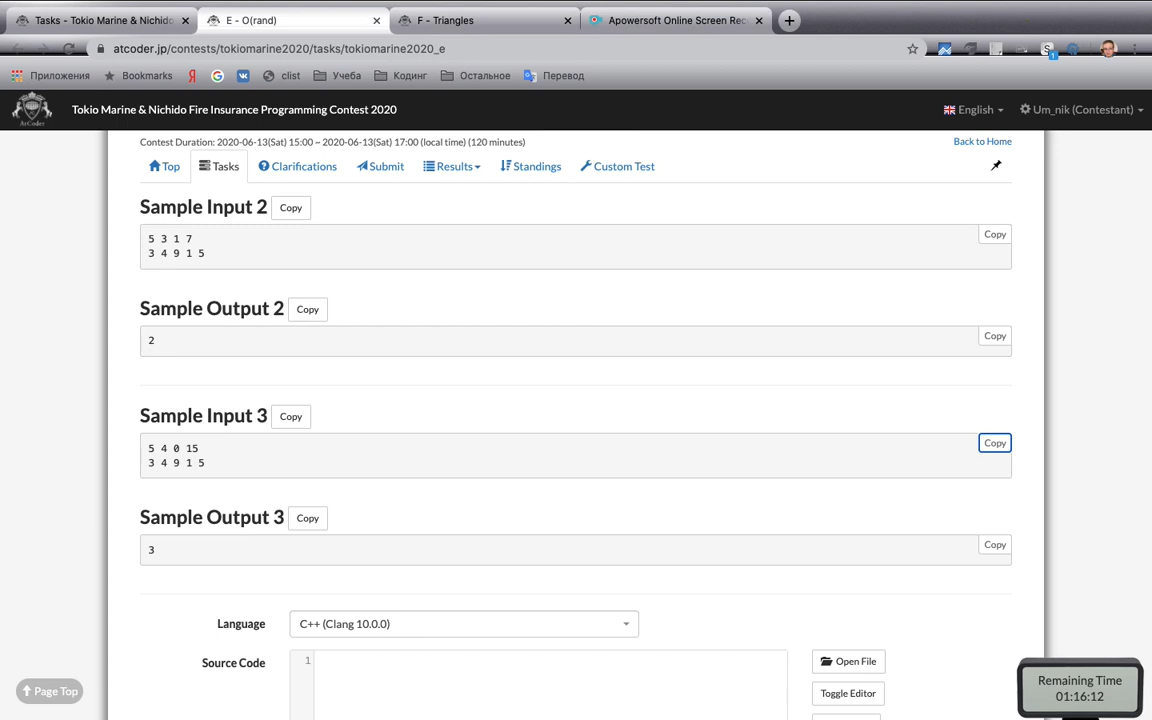 Tasks - Tokio Marine & Nichido
E - O(rand)
F - Triangles
Apowersoft Online Screen Rec
atcoder.jp/contests/tokiomarine2020/tasks/tokiomarine2020_e
Приложения
Bookmarks
clist
Учеба
Кодинг
Остальное
Перевод
AtCoder
Tokio Marine & Nichido Fire Insurance Programming Contest 2020
English
Um_nik (Contestant)
Contest Duration: 2020-06-13(Sat) 15:00 ~ 2020-06-13(Sat) 17:00 (local time) (120 minutes)
Back to Home
Top
Tasks
Clarifications
Submit
Results
Standings
Custom Test
Sample Input 2
Copy
Copy
5 3 1 7
3 4 9 1 5
Sample Output 2
Copy
Copy
2
Sample Input 3
Copy
Copy
5 4 0 15
3 4 9 1 5
Sample Output 3
Copy
Copy
3
Language
C++ (Clang 10.0.0)
Source Code
1
Open File
Toggle Editor
Page Top
Remaining Time
01:16:12